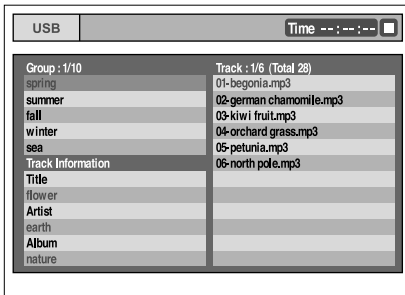 USB
Time --:--:--
Group : 1/10
spring
summer
fall
winter
sea
Track Information
Title
flower
Artist
earth
Album
nature
Track : 1/6 (Total 28)
01-begonia.mp3
02-german chamomile.mp3
03-kiwi fruit.mp3
04-orchard grass.mp3
05-petunia.mp3
06-north pole.mp3